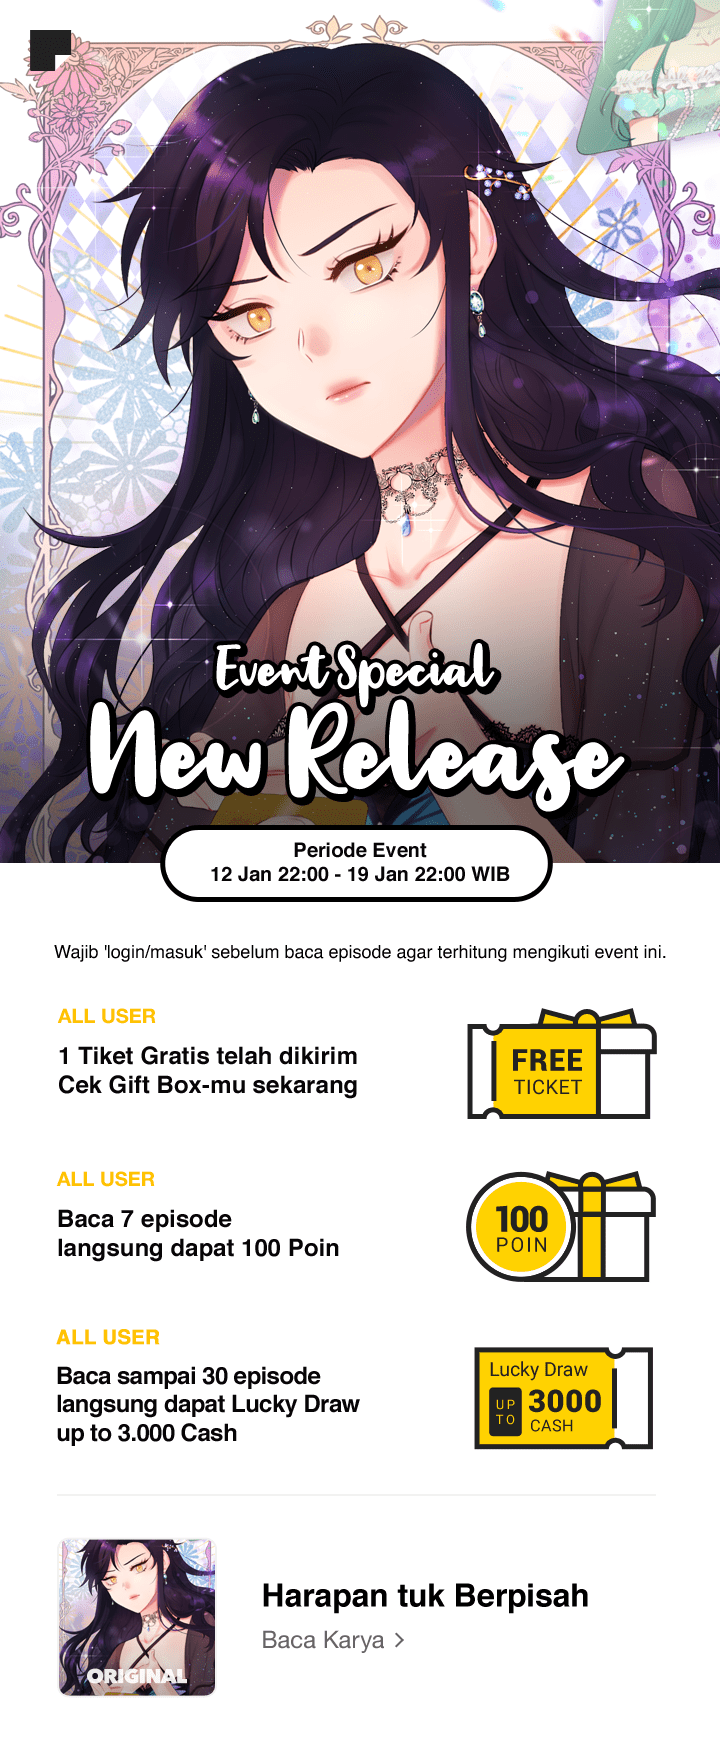 Event Special
New Release
Periode Event
12 Jan 22:00 - 19 Jan 22:00 WIB
Wajib 'login/masuk' sebelum baca episode agar terhitung mengikuti event ini.
ALL USER
1 Tiket Gratis telah dikirim
Cek Gift Box-mu sekarang
FREE
TICKET
ALL USER
Baca 7 episode
langsung dapat 100 Poin
100
POIN
ALL USER
Baca sampai 30 episode
langsung dapat Lucky Draw
up to 3.000 Cash
Lucky Draw
UP
TO
3000
CASH
ORIGINAL
Harapan tuk Berpisah
Baca Karya >